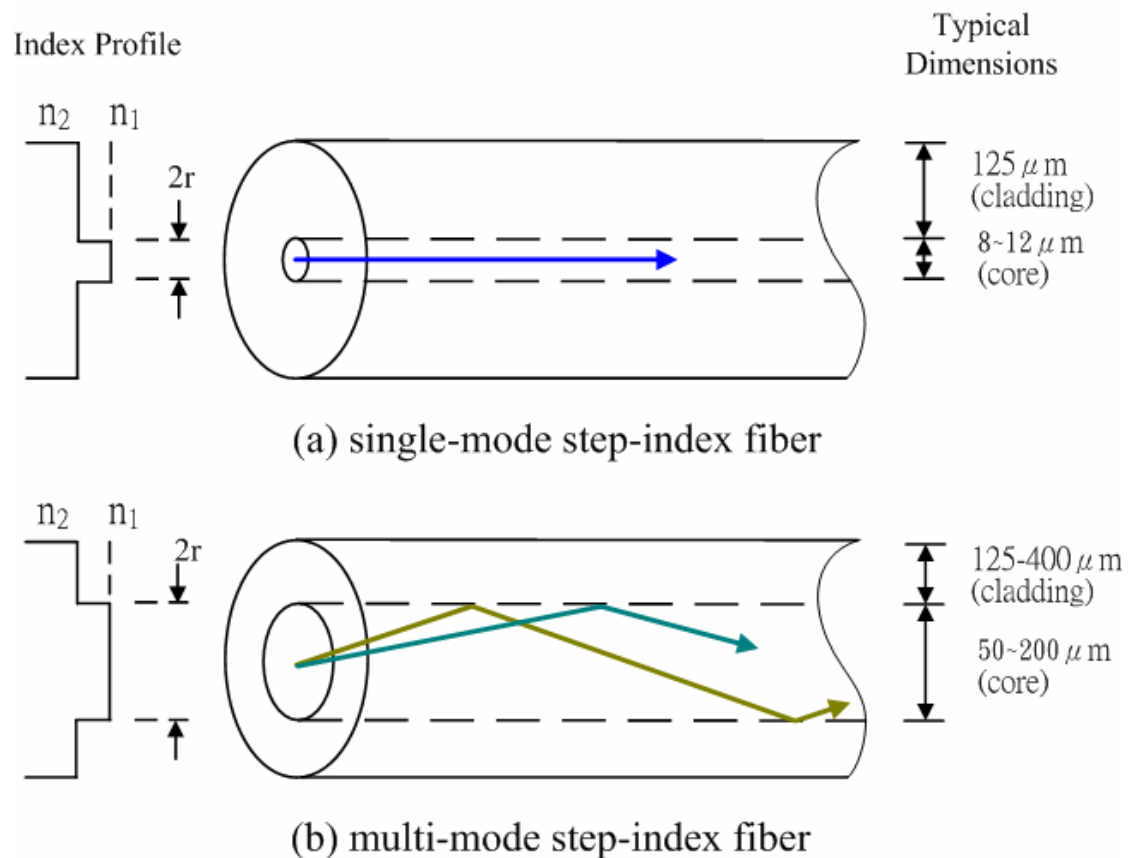 Index Profile
Typical
Dimensions
n₂ n₁
2r
125 μm
(cladding)
8~12 μm
(core)
(a) single-mode step-index fiber
n₂ n₁
2r
125-400 μm
(cladding)
50~200 μm
(core)
(b) multi-mode step-index fiber